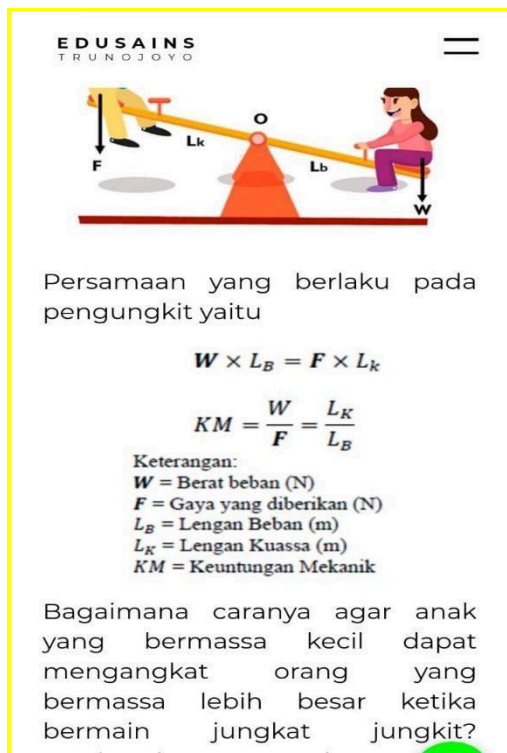 EDUSAINS
TRUNOJOYO
O
Lk
F
Lb
W
Persamaan yang berlaku pada
pengungkit yaitu
W × L_B = F × L_k
KM = W/F = L_K/L_B
Keterangan:
W = Berat beban (N)
F = Gaya yang diberikan (N)
L_B = Lengan Beban (m)
L_K = Lengan Kuassa (m)
KM = Keuntungan Mekanik
Bagaimana caranya agar anak
yang bermassa kecil dapat
mengangkat orang yang
bermassa lebih besar ketika
bermain jungkat jungkit?